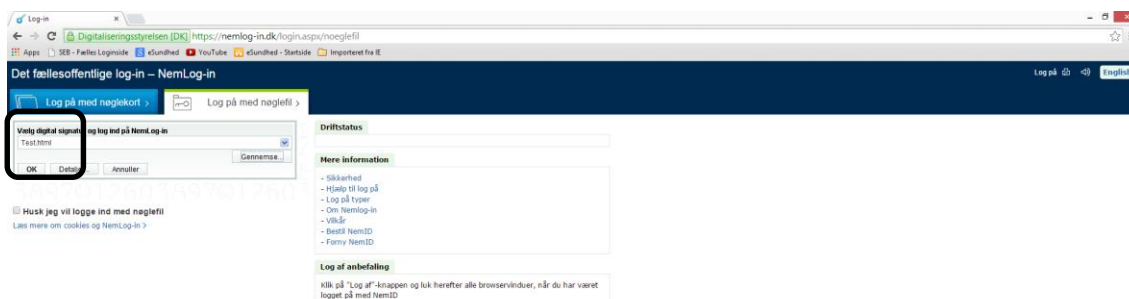 Log-in
Digitaliseringsstyrelsen [DK] https://nemlog-in.dk/login.aspx/noeglefil
Apps SEB - Fælles Loginside eSundhed YouTube eSundhed - Startside Importeret fra IE
Det fællesoffentlige log-in – NemLog-in
Log på
English
Log på med nøglekort >
Log på med nøglefil >
Vælg digital signatur og log ind på NemLog-in
Test.html
Gennemse...
OK
Annuller
Husk jeg vil logge ind med nøglefil
Læs mere om cookies og NemLog-in >
Driftstatus
Mere information
- Sikkerhed
- Hjælp til log på
- Log på typer
- Om Nemlog-in
- Vilkår
- Bestil NemID
- Forny NemID
Log af anbefaling
Klik på "Log af"-knappen og luk herefter alle browservinduer, når du har været
logget på med NemID